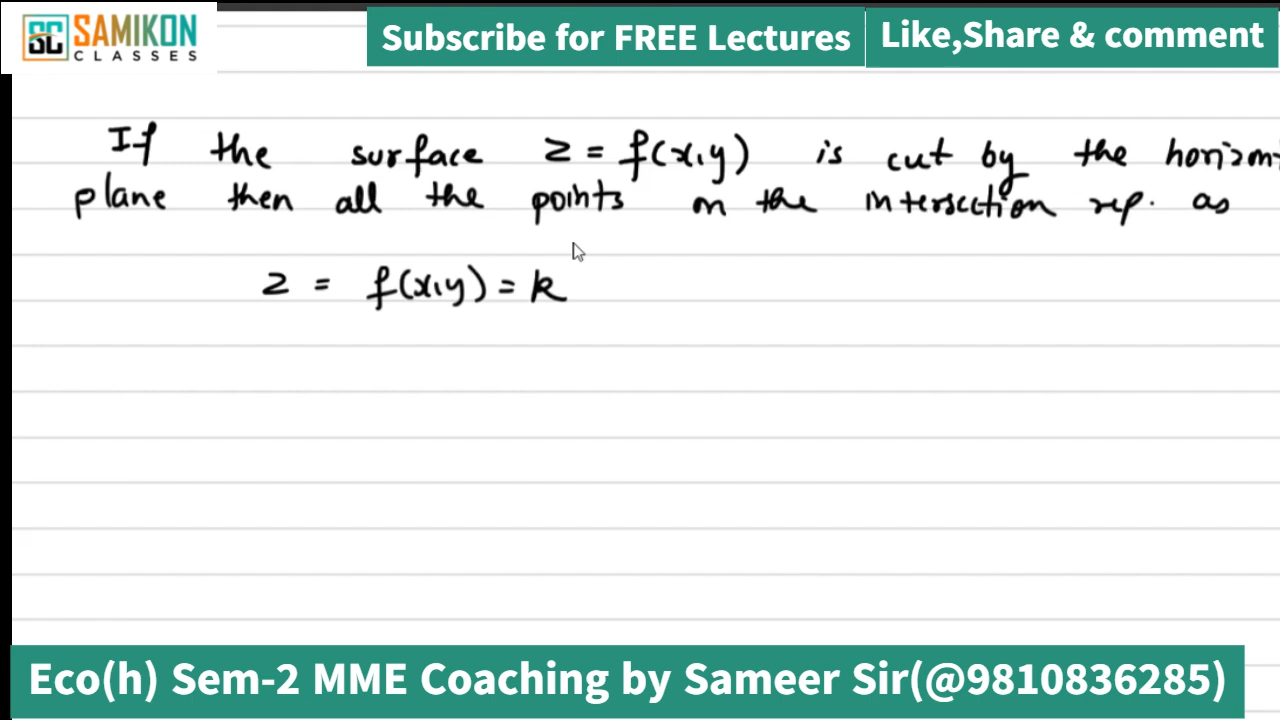 SC SAMIKON
CLASSES
Subscribe for FREE Lectures
Like,Share & comment
If the surface z = f(x,y) is cut by the
plane then all the points on the intersection rep. as
z = f(x,y) = k
Eco(h) Sem-2 MME Coaching by Sameer Sir(@9810836285)